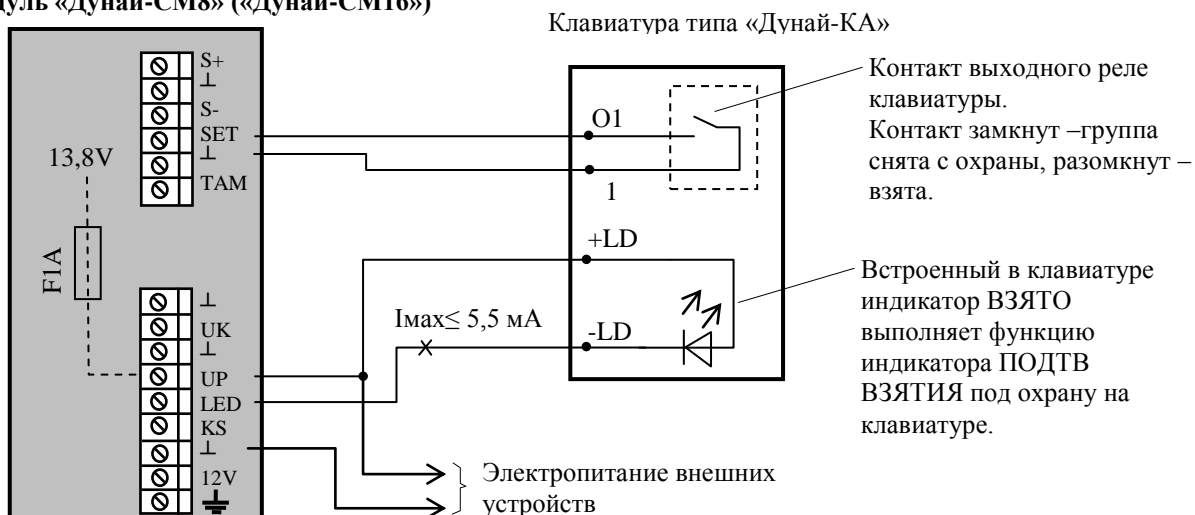 дуль «Дунай-СМ8» («Дунай-СМ16»)
Клавиатура типа «Дунай-КА»
S+
⊥
S-
SET
⊥
TAM
13,8V
F1A
⊥
UK
⊥
UP
LED
KS
⊥
12V
Iмах≤ 5,5 мА
O1
1
+LD
-LD
Контакт выходного реле
клавиатуры.
Контакт замкнут –группа
снята с охраны, разомкнут –
взята.
Встроенный в клавиатуре
индикатор ВЗЯТО
выполняет функцию
индикатора ПОДТВ
ВЗЯТИЯ под охрану на
клавиатуре.
Электропитание внешних
устройств